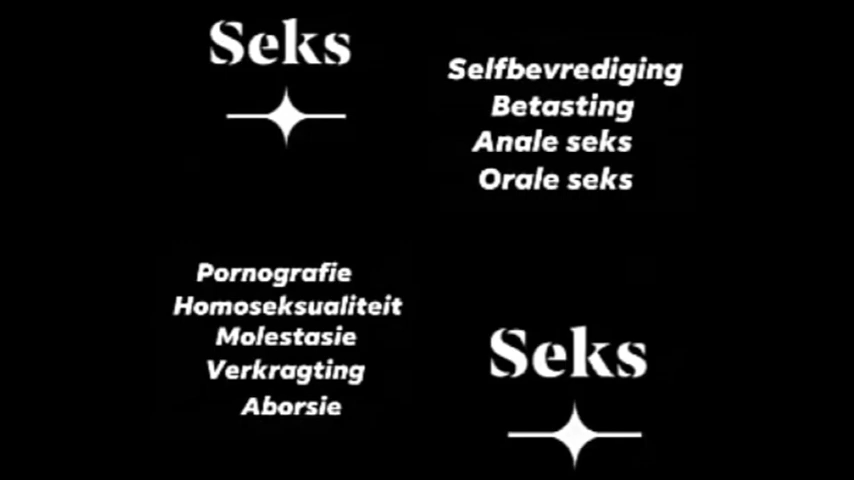 Seks
Selfbevrediging
Betasting
Anale seks
Orale seks
Pornografie
Homoseksualiteit
Molestasie
Verkragting
Aborsie
Seks